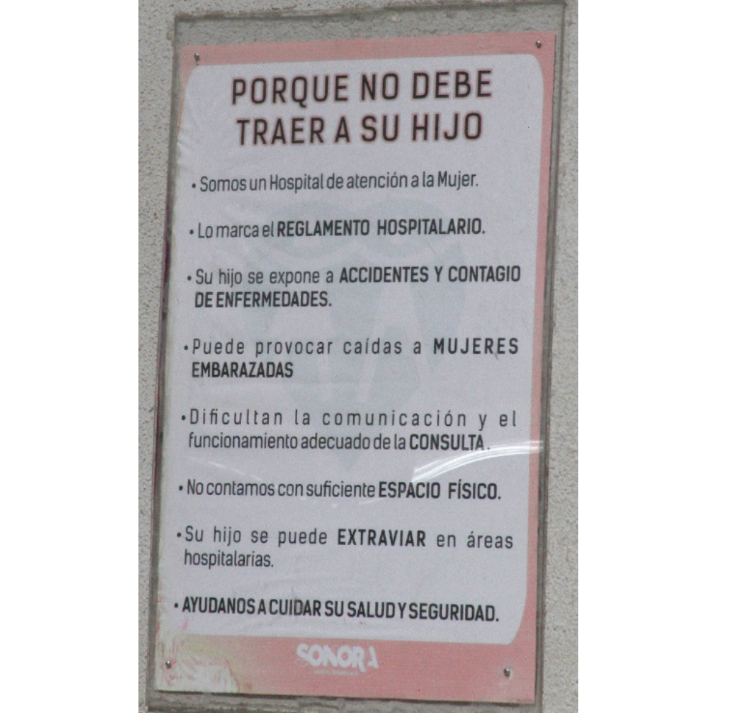 PORQUE NO DEBE
TRAER A SU HIJO
• Somos un Hospital de atención a la Mujer.
• Lo marca el REGLAMENTO HOSPITALARIO.
• Su hijo se expone a ACCIDENTES Y CONTAGIO
DE ENFERMEDADES.
• Puede provocar caídas a MUJERES
EMBARAZADAS
• Dificultan la comunicación y el
funcionamiento adecuado de la CONSULTA.
• No contamos con suficiente ESPACIO FÍSICO.
• Su hijo se puede EXTRAVIAR en áreas
hospitalarias.
• AYUDANOS A CUIDAR SU SALUD Y SEGURIDAD.
SONORA